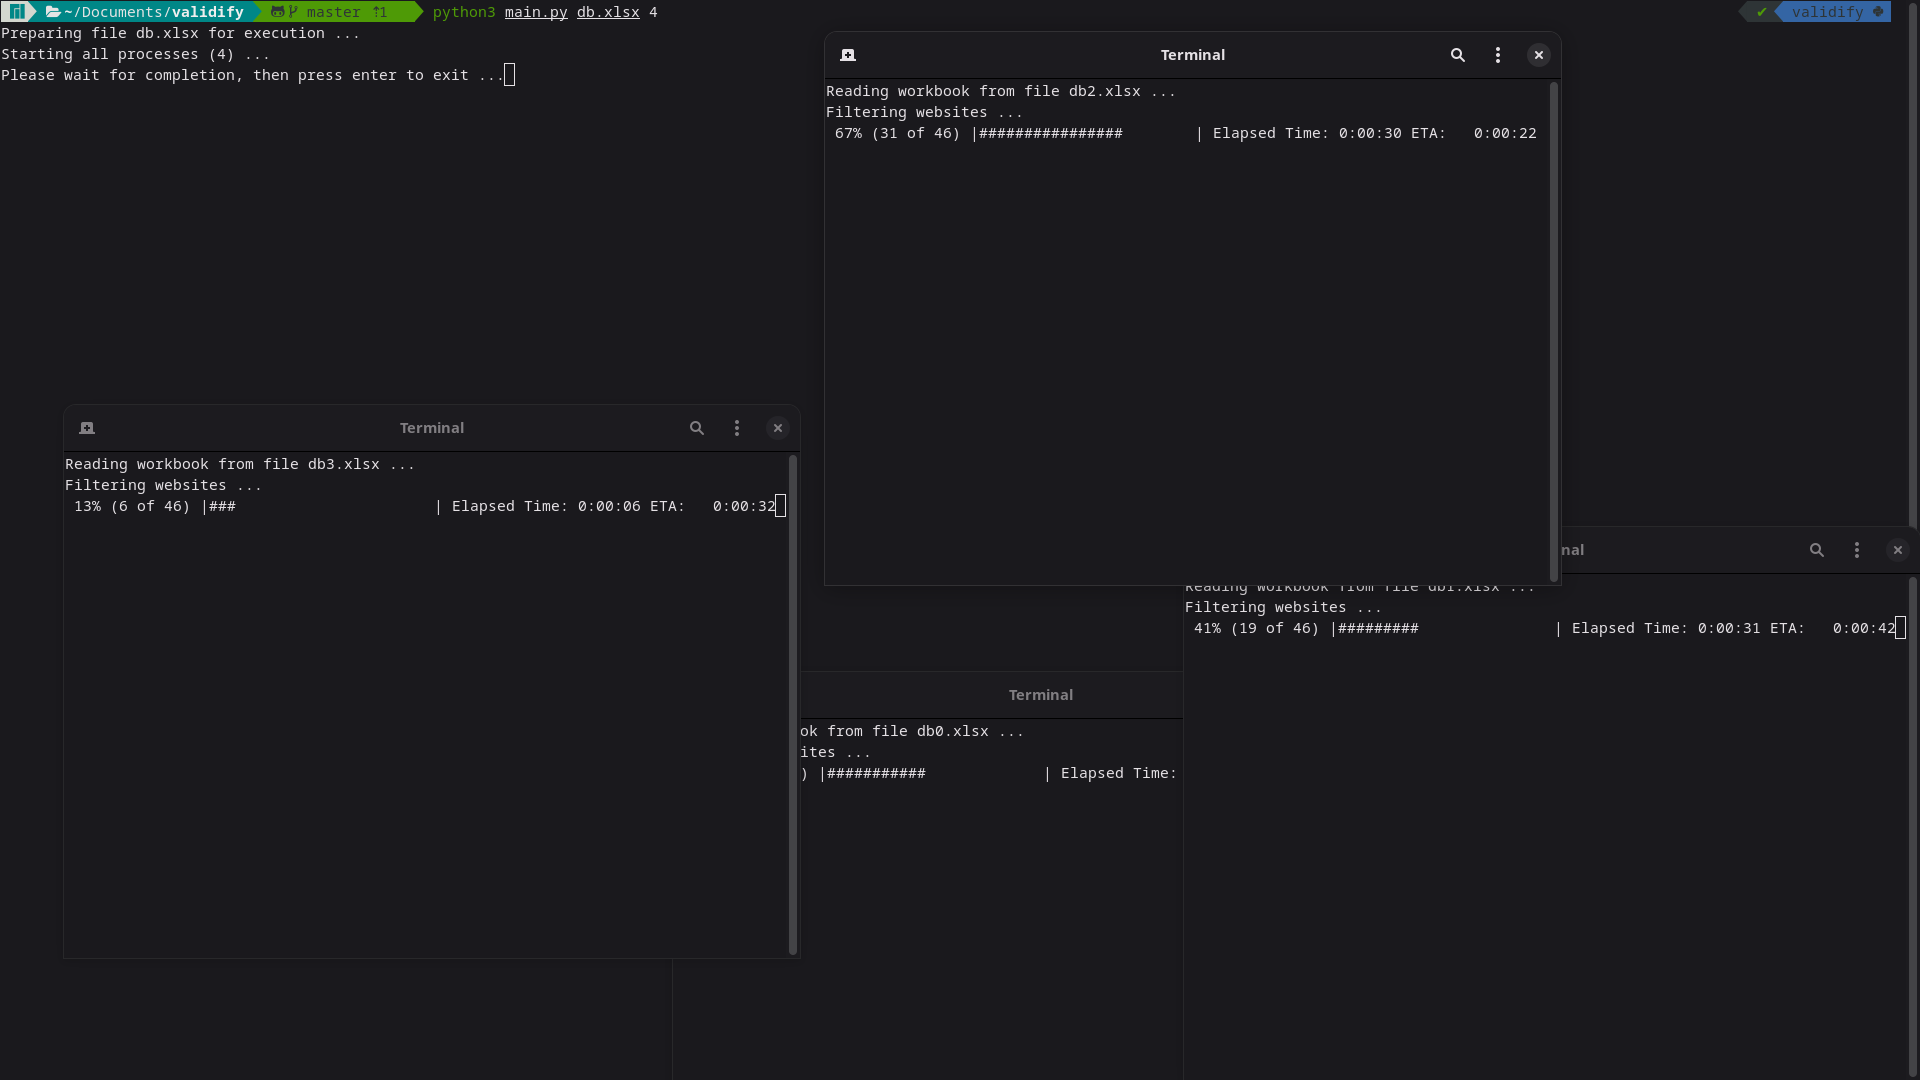 ~/Documents/validify master ⇡1 python3 main.py db.xlsx 4
✔ validify
Preparing file db.xlsx for execution ...
Starting all processes (4) ...
Please wait for completion, then press enter to exit ...
Terminal
Reading workbook from file db2.xlsx ...
Filtering websites ...
67% (31 of 46) |################        | Elapsed Time: 0:00:30 ETA:   0:00:22
Terminal
Reading workbook from file db3.xlsx ...
Filtering websites ...
13% (6 of 46) |###                      | Elapsed Time: 0:00:06 ETA:   0:00:32
nal
Reading workbook from file db1.xlsx ...
Filtering websites ...
41% (19 of 46) |#########               | Elapsed Time: 0:00:31 ETA:   0:00:42
Terminal
ok from file db0.xlsx ...
ites ...
) |###########             | Elapsed Time: